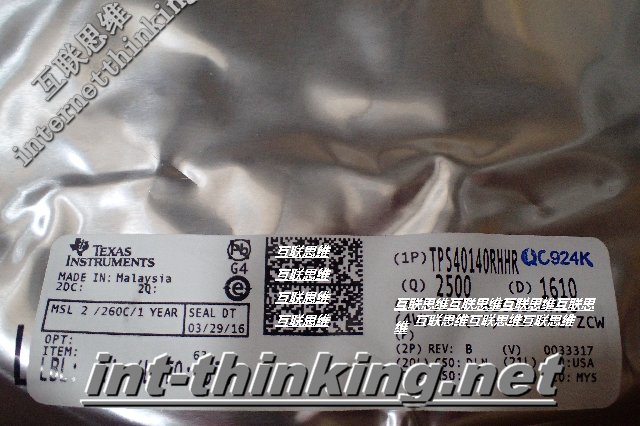 互联思维
internetthinking
TEXAS
INSTRUMENTS
MADE IN: Malaysia
2DC: 2Q:
MSL 2 /260C/1 YEAR
SEAL DT
03/29/16
OPT:
ITEM:
LBL:
G4
e
互联思维
互联思维
互联思维
互联思维
(1P) TPS40140RHHR QC924K
(Q) 2500 (D) 1610
互联思维互联思维互联思维互联思维
互联思维互联思维互联思维
ZCW
(2P) REV: B (V) 0033317
:USA
: MYS
int-thinking.net